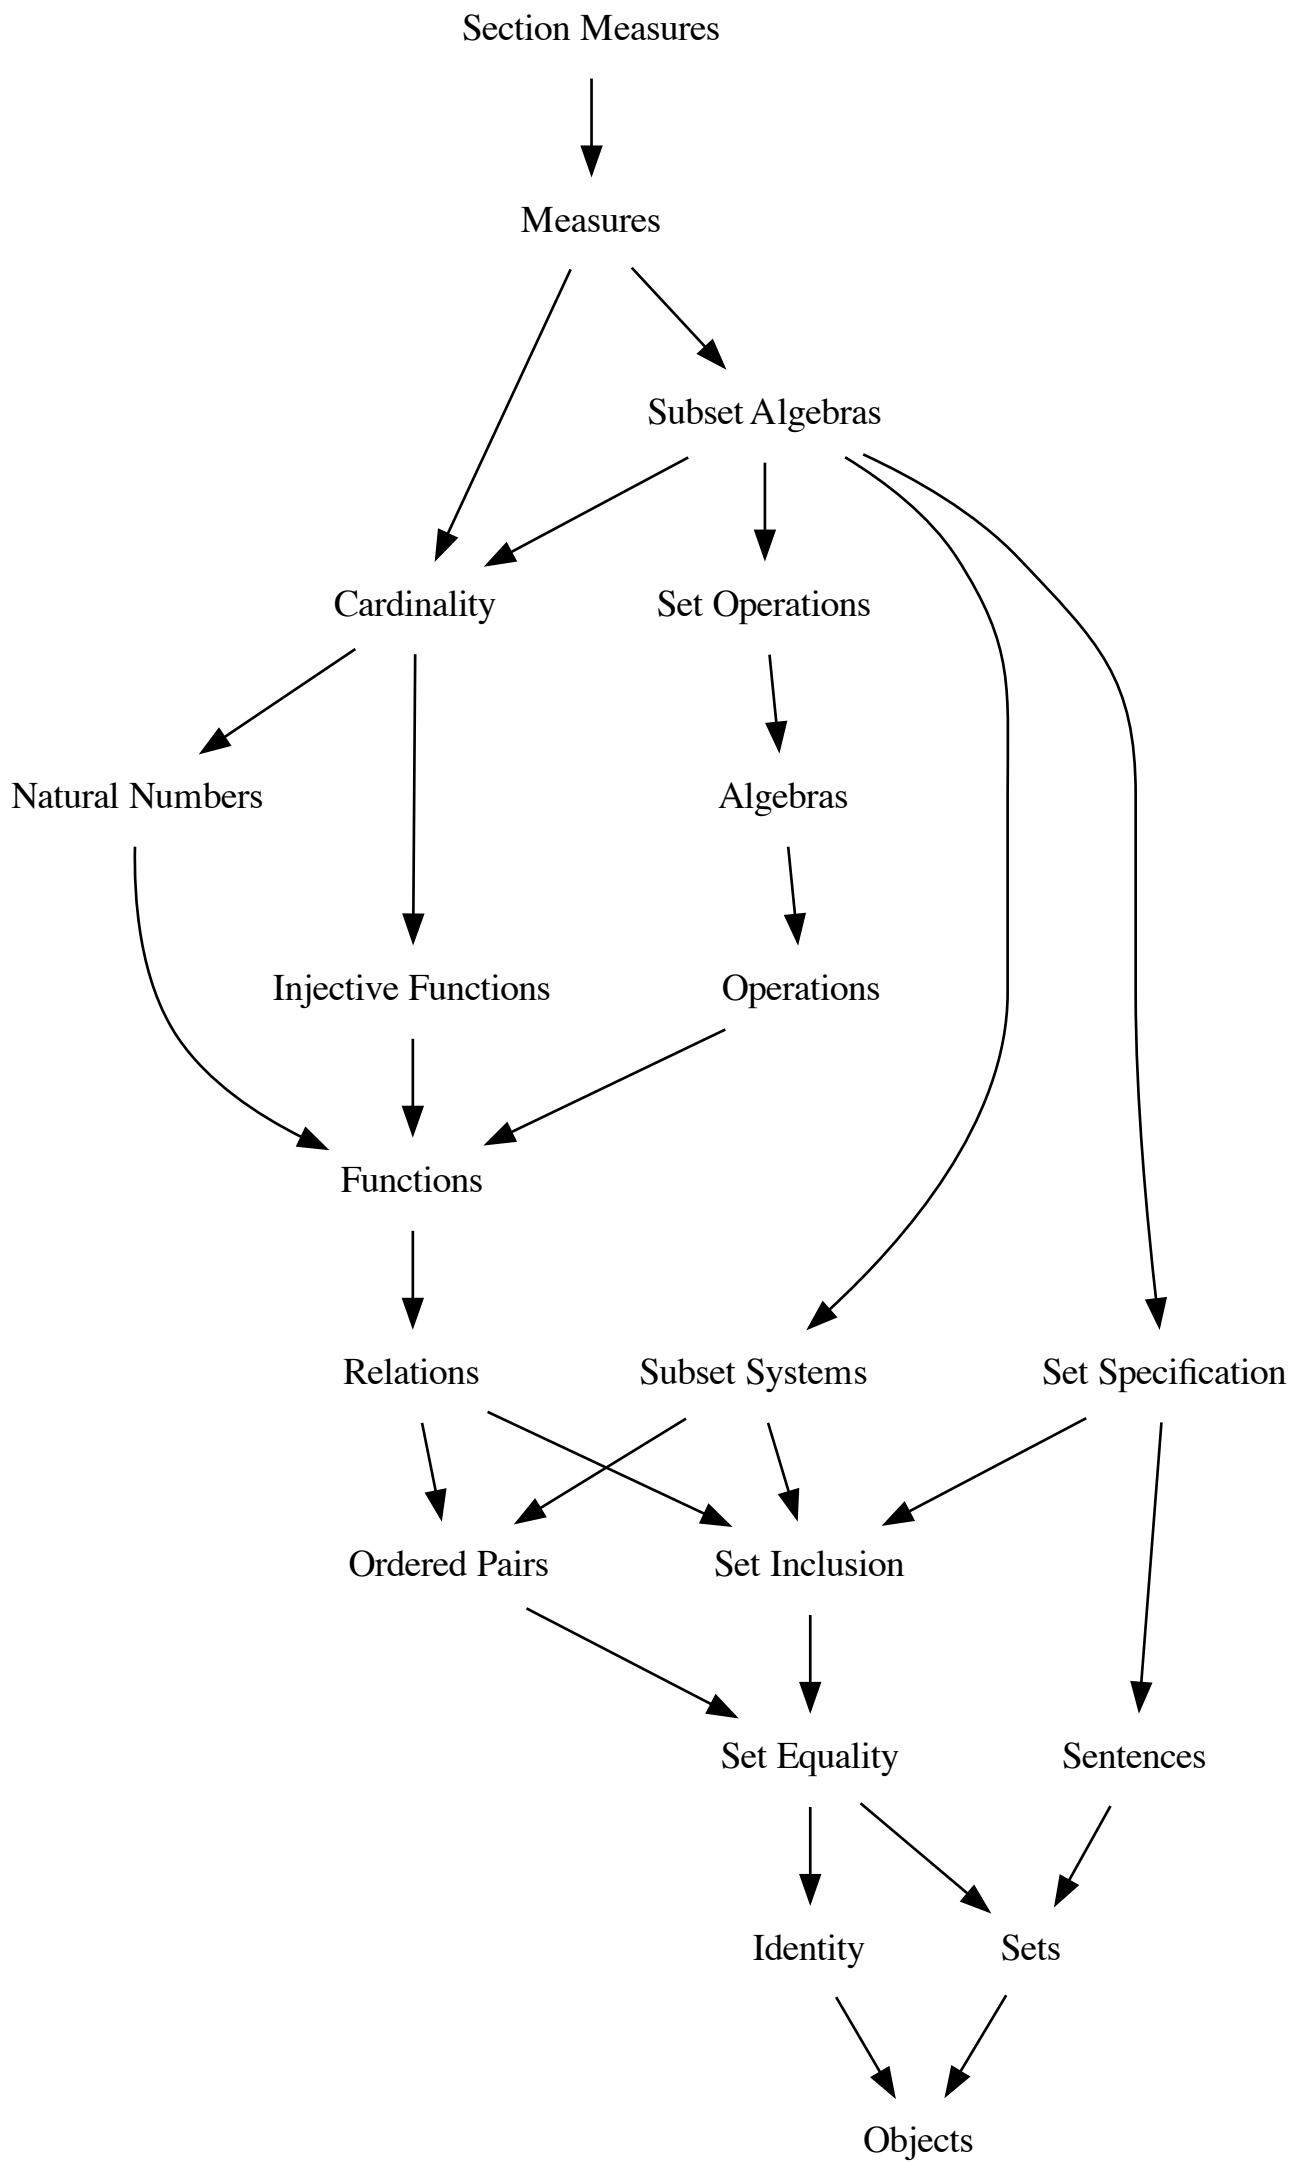 Section Measures
Measures
Subset Algebras
Cardinality
Set Operations
Natural Numbers
Algebras
Injective Functions
Operations
Functions
Relations
Subset Systems
Set Specification
Ordered Pairs
Set Inclusion
Set Equality
Sentences
Identity
Sets
Objects